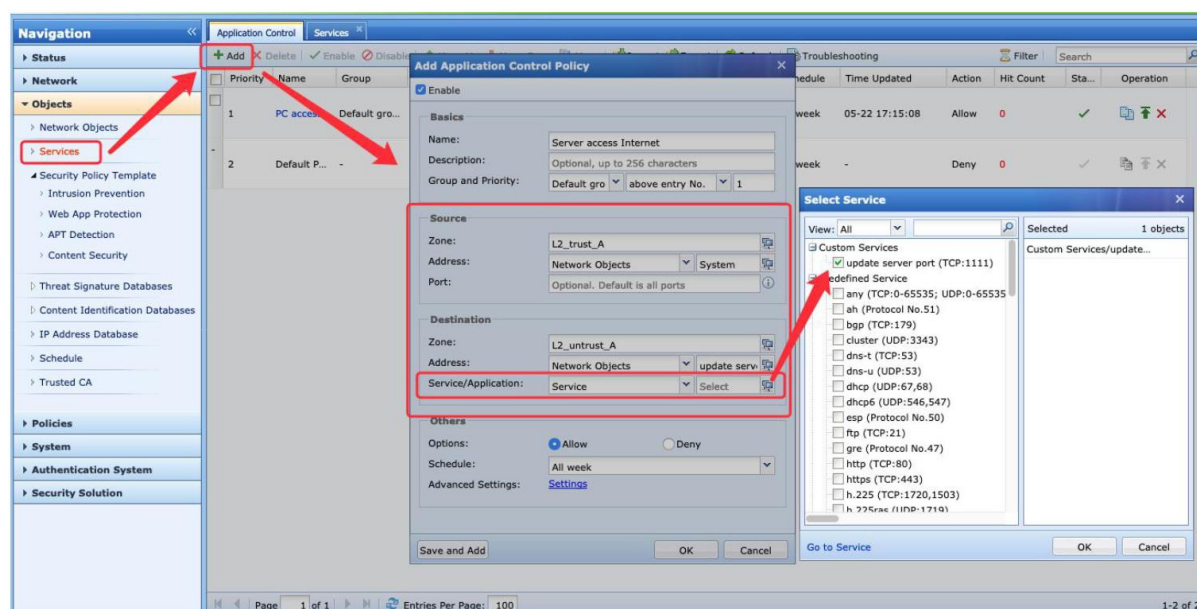 Navigation
Status
Network
Objects
Network Objects
Services
Security Policy Template
Intrusion Prevention
Web App Protection
APT Detection
Content Security
Threat Signature Databases
Content Identification Databases
IP Address Database
Schedule
Trusted CA
Policies
System
Authentication System
Security Solution
Application Control Services
Add Delete Enable Disable Troubleshooting Filter Search
Priority Name Group Time Updated Action Hit Count Sta... Operation
1 PC acces Default gro... week 05-22 17:15:08 Allow 0
2 Default P... - week - Deny 0
Add Application Control Policy
Enable
Basics
Name: Server access Internet
Description: Optional, up to 256 characters
Group and Priority: Default gro above entry No. 1
Source
Zone: L2_trust_A
Address: Network Objects System
Port: Optional. Default is all ports
Destination
Zone: L2_untrust_A
Address: Network Objects update serv
Service/Application: Service Select
Others
Options: Allow Deny
Schedule: All week
Advanced Settings: Settings
Save and Add OK Cancel
Select Service
View: All
Custom Services
update server port (TCP:1111)
edefined Service
any (TCP:0-65535; UDP:0-65535
ah (Protocol No.51)
bgp (TCP:179)
cluster (UDP:3343)
dns-t (TCP:53)
dns-u (UDP:53)
dhcp (UDP:67,68)
dhcp6 (UDP:546,547)
esp (Protocol No.50)
ftp (TCP:21)
gre (Protocol No.47)
http (TCP:80)
https (TCP:443)
h.225 (TCP:1720,1503)
h.225ras (UDP:1719)
Selected 1 objects
Custom Services/update...
Go to Service OK Cancel
Page 1 of 1 Entries Per Page: 100 1-2 of